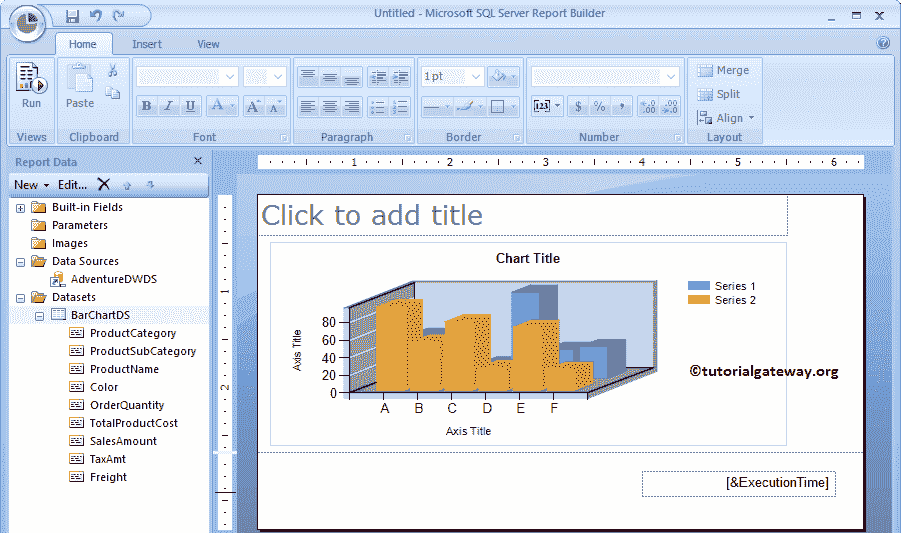 Untitled - Microsoft SQL Server Report Builder
Home Insert View
Run
Paste
B I U A A A
1pt
$ % ,
Merge
Split
Align
Views Clipboard Font Paragraph Border Number Layout
Report Data
New Edit...
Built-in Fields
Parameters
Images
Data Sources
AdventureDWDS
Datasets
BarChartDS
ProductCategory
ProductSubCategory
ProductName
Color
OrderQuantity
TotalProductCost
SalesAmount
TaxAmt
Freight
1 2 3 4 5 6
1
2
Click to add title
Chart Title
Series 1
Series 2
Axis Title
80
60
40
20
0
A B C D E F
Axis Title
©tutorialgateway.org
[&ExecutionTime]